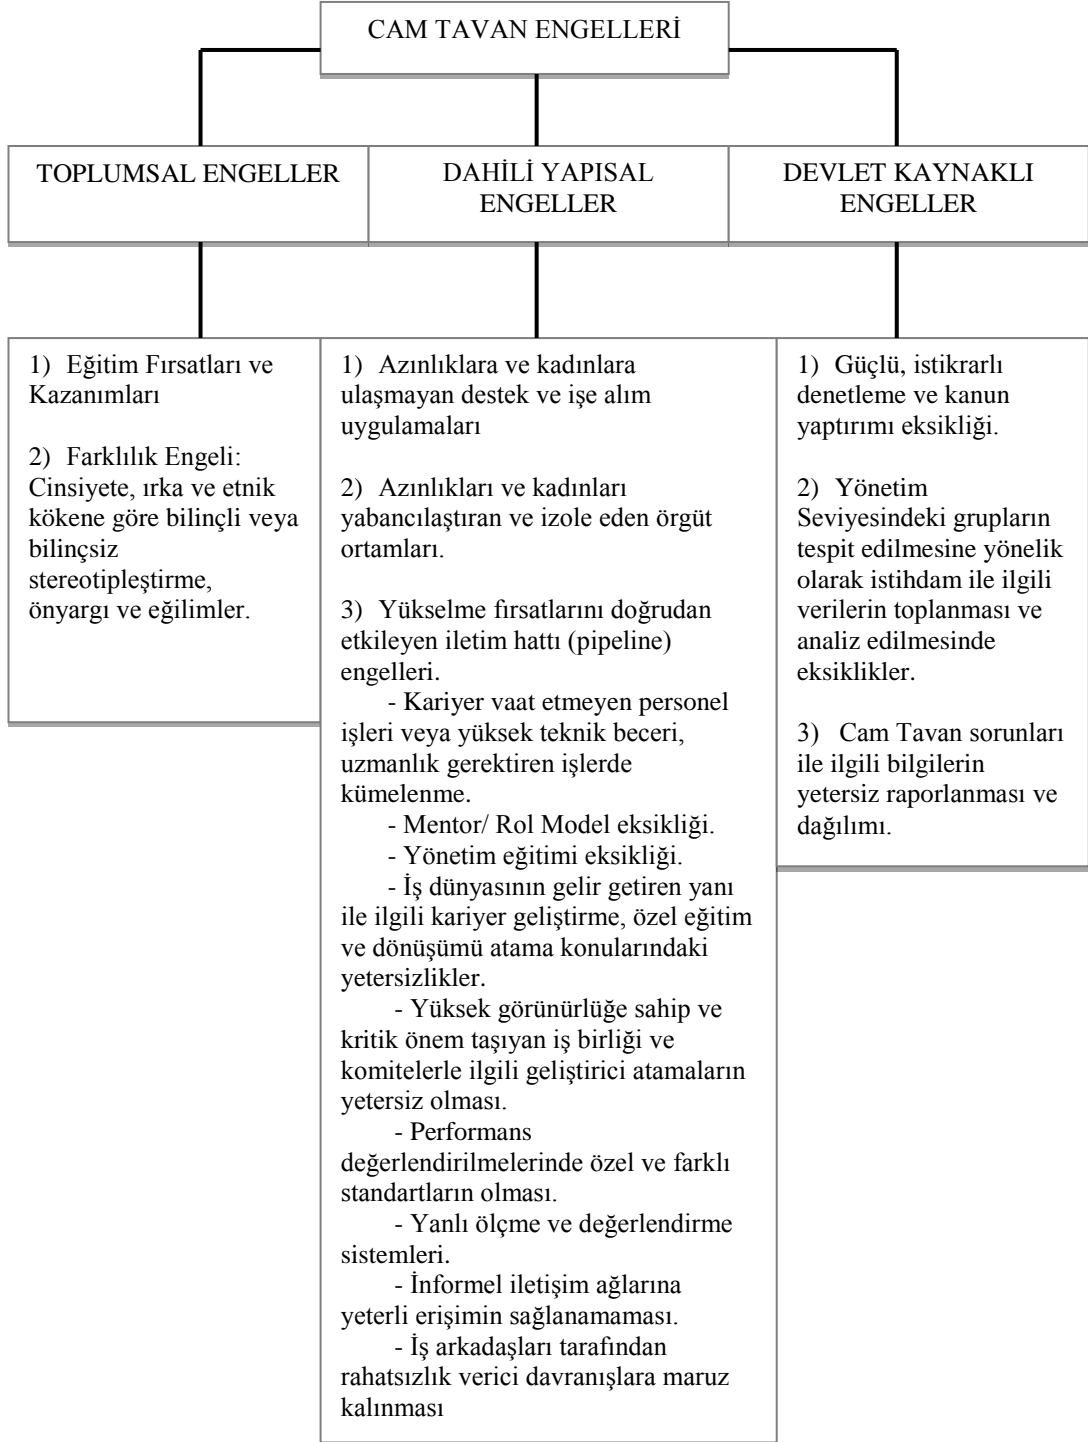 CAM TAVAN ENGELLERİ
TOPLUMSAL ENGELLER
DAHİLİ YAPISAL
ENGELLER
DEVLET KAYNAKLI
ENGELLER
1) Eğitim Fırsatları ve
Kazanımları
2) Farklılık Engeli:
Cinsiyete, ırka ve etnik
kökene göre bilinçli veya
bilinçsiz
stereotipleştirme,
önyargı ve eğilimler.
1) Azınlıklara ve kadınlara
ulaşmayan destek ve işe alım
uygulamaları
2) Azınlıkları ve kadınları
yabancılaştıran ve izole eden örgüt
ortamları.
3) Yükselme fırsatlarını doğrudan
etkileyen iletim hattı (pipeline)
engelleri.
- Kariyer vaat etmeyen personel
işleri veya yüksek teknik beceri,
uzmanlık gerektiren işlerde
kümelenme.
- Mentor/ Rol Model eksikliği.
- Yönetim eğitimi eksikliği.
- İş dünyasının gelir getiren yanı
ile ilgili kariyer geliştirme, özel eğitim
ve dönüşümü atama konularındaki
yetersizlikler.
- Yüksek görünürlüğe sahip ve
kritik önem taşıyan iş birliği ve
komitelerle ilgili geliştirici atamaların
yetersiz olması.
- Performans
değerlendirilmelerinde özel ve farklı
standartların olması.
- Yanlı ölçme ve değerlendirme
sistemleri.
- İnformel iletişim ağlarına
yeterli erişimin sağlanamaması.
- İş arkadaşları tarafından
rahatsızlık verici davranışlara maruz
kalınması
1) Güçlü, istikrarlı
denetleme ve kanun
yaptırımı eksikliği.
2) Yönetim
Seviyesindeki grupların
tespit edilmesine yönelik
olarak istihdam ile ilgili
verilerin toplanması ve
analiz edilmesinde
eksiklikler.
3) Cam Tavan sorunları
ile ilgili bilgilerin
yetersiz raporlanması ve
dağılımı.